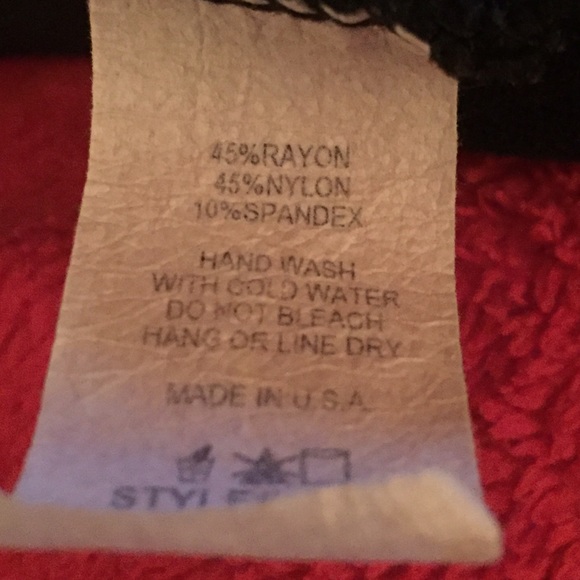 45%RAYON
45%NYLON
10%SPANDEX
HAND WASH
WITH COLD WATER
DO NOT BLEACH
HANG OR LINE DRY
MADE IN U.S.A
STYLE